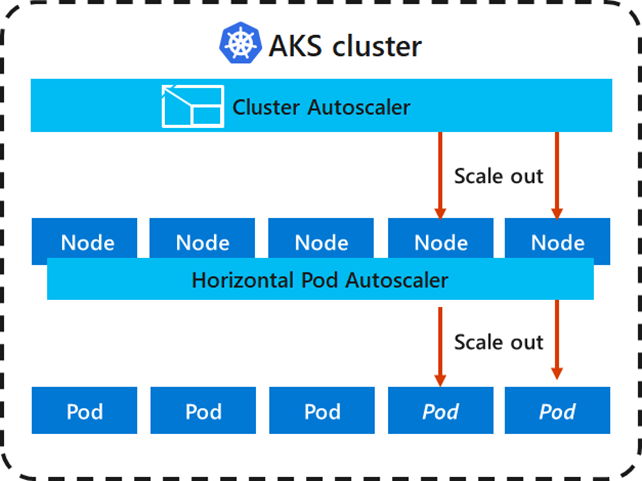 AKS cluster
Cluster Autoscaler
Scale out
Node Node Node Node Node
Horizontal Pod Autoscaler
Scale out
Pod Pod Pod Pod Pod